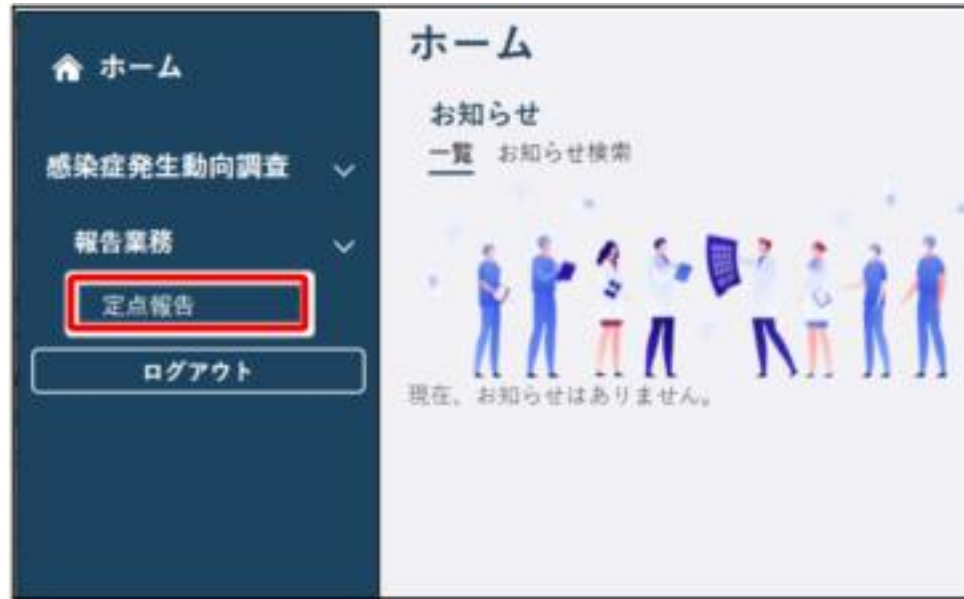 ホーム
感染症発生動向調査
報告業務
定点報告
ログアウト
ホーム
お知らせ
一覧 お知らせ検索
現在、お知らせはありません。